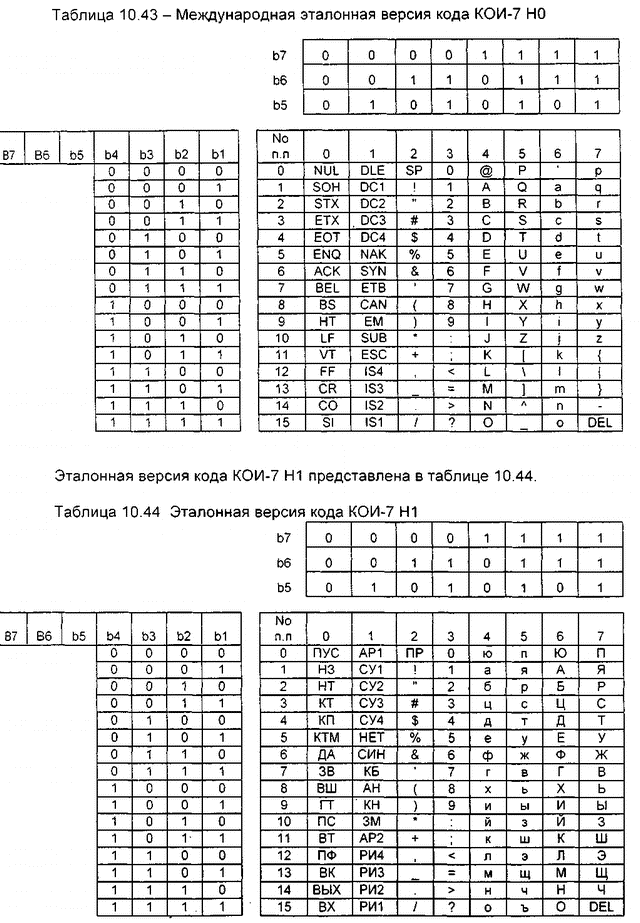 Таблица 10.43 – Международная эталонная версия кода КОИ-7 Н0
b7 0 0 0 0 1 1 1 1
b6 0 0 1 1 0 1 1 1
b5 0 1 0 1 0 1 0 1
B7 B6 b5 b4 b3 b2 b1 No п.п 0 1 2 3 4 5 6 7
0 0 0 0 0 NUL DLE SP 0 @ P ' p
0 0 0 1 1 SOH DC1 ! 1 A Q a q
0 0 1 0 2 STX DC2 " 2 B R b r
0 0 1 1 3 ETX DC3 # 3 C S c s
0 1 0 0 4 EOT DC4 $ 4 D T d t
0 1 0 1 5 ENQ NAK % 5 E U e u
0 1 1 0 6 ACK SYN & 6 F V f v
0 1 1 1 7 BEL ETB ' 7 G W g w
1 0 0 0 8 BS CAN ( 8 H X h x
1 0 0 1 9 HT EM ) 9 I Y i y
1 0 1 0 10 LF SUB * : J Z j z
1 0 1 1 11 VT ESC + ; K [ k {
1 1 0 0 12 FF IS4 , < L \ l |
1 1 0 1 13 CR IS3 _ = M ] m }
1 1 1 0 14 CO IS2 . > N ^ n -
1 1 1 1 15 SI IS1 / ? O _ o DEL
Эталонная версия кода КОИ-7 Н1 представлена в таблице 10.44.
Таблица 10.44 Эталонная версия кода КОИ-7 Н1
b7 0 0 0 0 1 1 1 1
b6 0 0 1 1 0 1 1 1
b5 0 1 0 1 0 1 0 1
B7 B6 b5 b4 b3 b2 b1 No п.п 0 1 2 3 4 5 6 7
0 0 0 0 0 ПУС АР1 ПР 0 ю п Ю П
0 0 0 1 1 НЗ СУ1 ! 1 а я А Я
0 0 1 0 2 НТ СУ2 " 2 б р Б Р
0 0 1 1 3 КТ СУ3 # 3 ц с Ц С
0 1 0 0 4 КП СУ4 $ 4 д т Д Т
0 1 0 1 5 КТМ НЕТ % 5 е у Е У
0 1 1 0 6 ДА СИН & 6 ф ж Ф Ж
0 1 1 1 7 ЗВ КБ ' 7 г в Г В
1 0 0 0 8 ВШ АН ( 8 х ь Х Ь
1 0 0 1 9 ГТ КН ) 9 и ы И Ы
1 0 1 0 10 ПС ЗМ * : й з Й З
1 0 1 1 11 ВТ АР2 + ; к ш К Ш
1 1 0 0 12 ПФ РИ4 , < л э Л Э
1 1 0 1 13 ВК РИ3 _ = м щ М Щ
1 1 1 0 14 ВЫХ РИ2 . > н ч Н Ч
1 1 1 1 15 ВХ РИ1 / ? о ъ О DEL